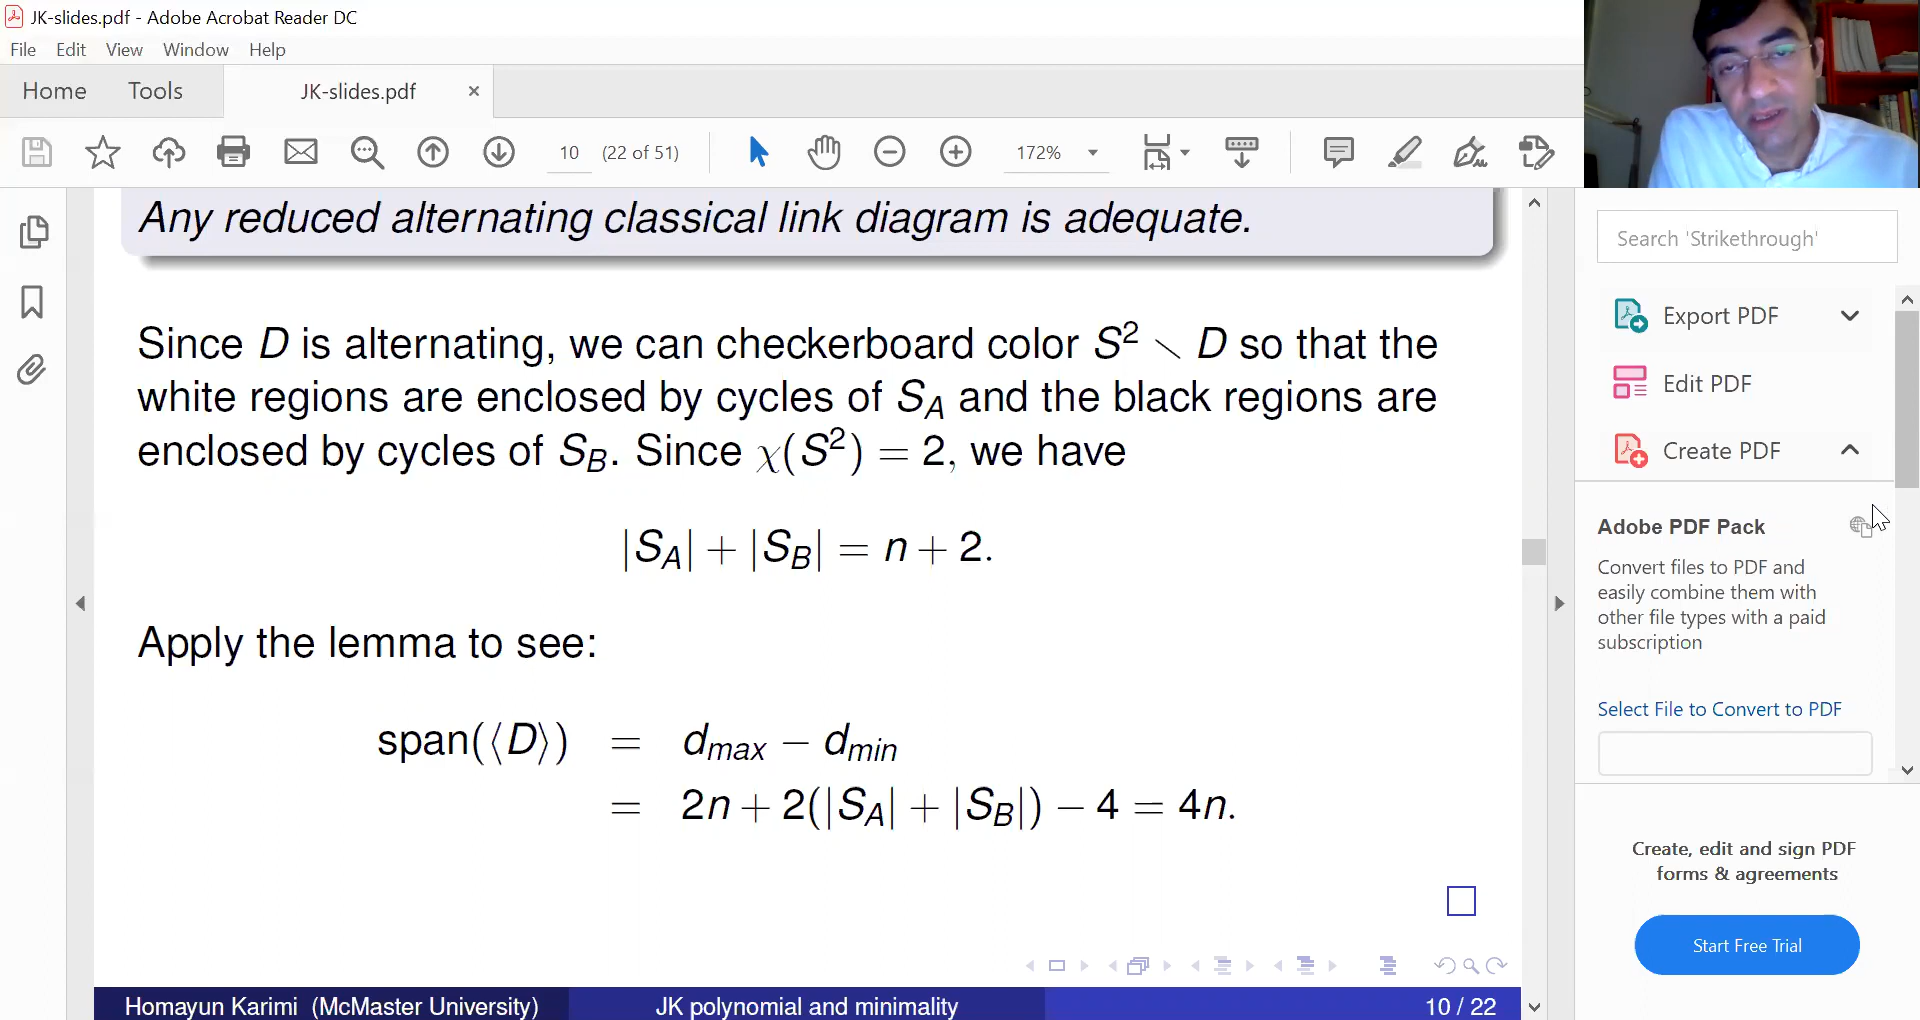 JK-slides.pdf - Adobe Acrobat Reader DC
File Edit View Window Help
Home Tools JK-slides.pdf ×
10 (22 of 51) 172%
Any reduced alternating classical link diagram is adequate.
Since D is alternating, we can checkerboard color S² ∖ D so that the
white regions are enclosed by cycles of S_A and the black regions are
enclosed by cycles of S_B. Since χ(S²) = 2, we have
|S_A| + |S_B| = n + 2.
Apply the lemma to see:
span(⟨D⟩) = d_max − d_min
= 2n + 2(|S_A| + |S_B|) − 4 = 4n.
Homayun Karimi (McMaster University) JK polynomial and minimality 10 / 22
Search 'Strikethrough'
Export PDF
Edit PDF
Create PDF
Adobe PDF Pack
Convert files to PDF and
easily combine them with
other file types with a paid
subscription
Select File to Convert to PDF
Create, edit and sign PDF
forms & agreements
Start Free Trial